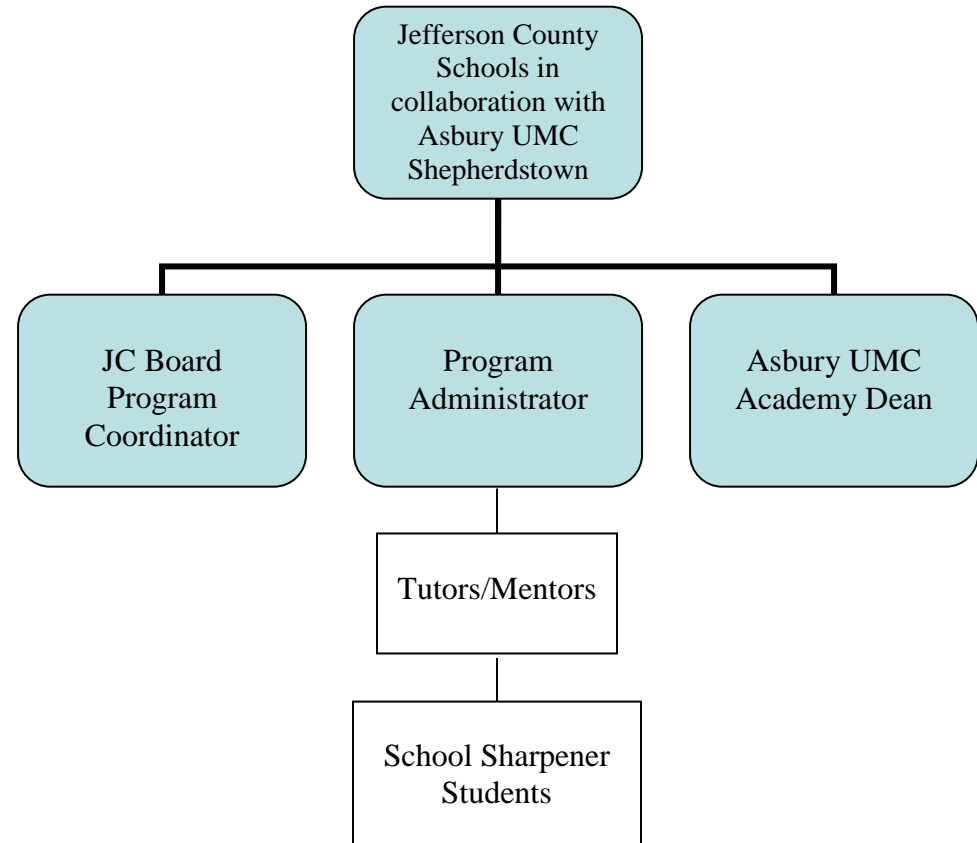 Jefferson County
Schools in
collaboration with
Asbury UMC
Shepherdstown
JC Board
Program
Coordinator
Program
Administrator
Asbury UMC
Academy Dean
Tutors/Mentors
School Sharpener
Students